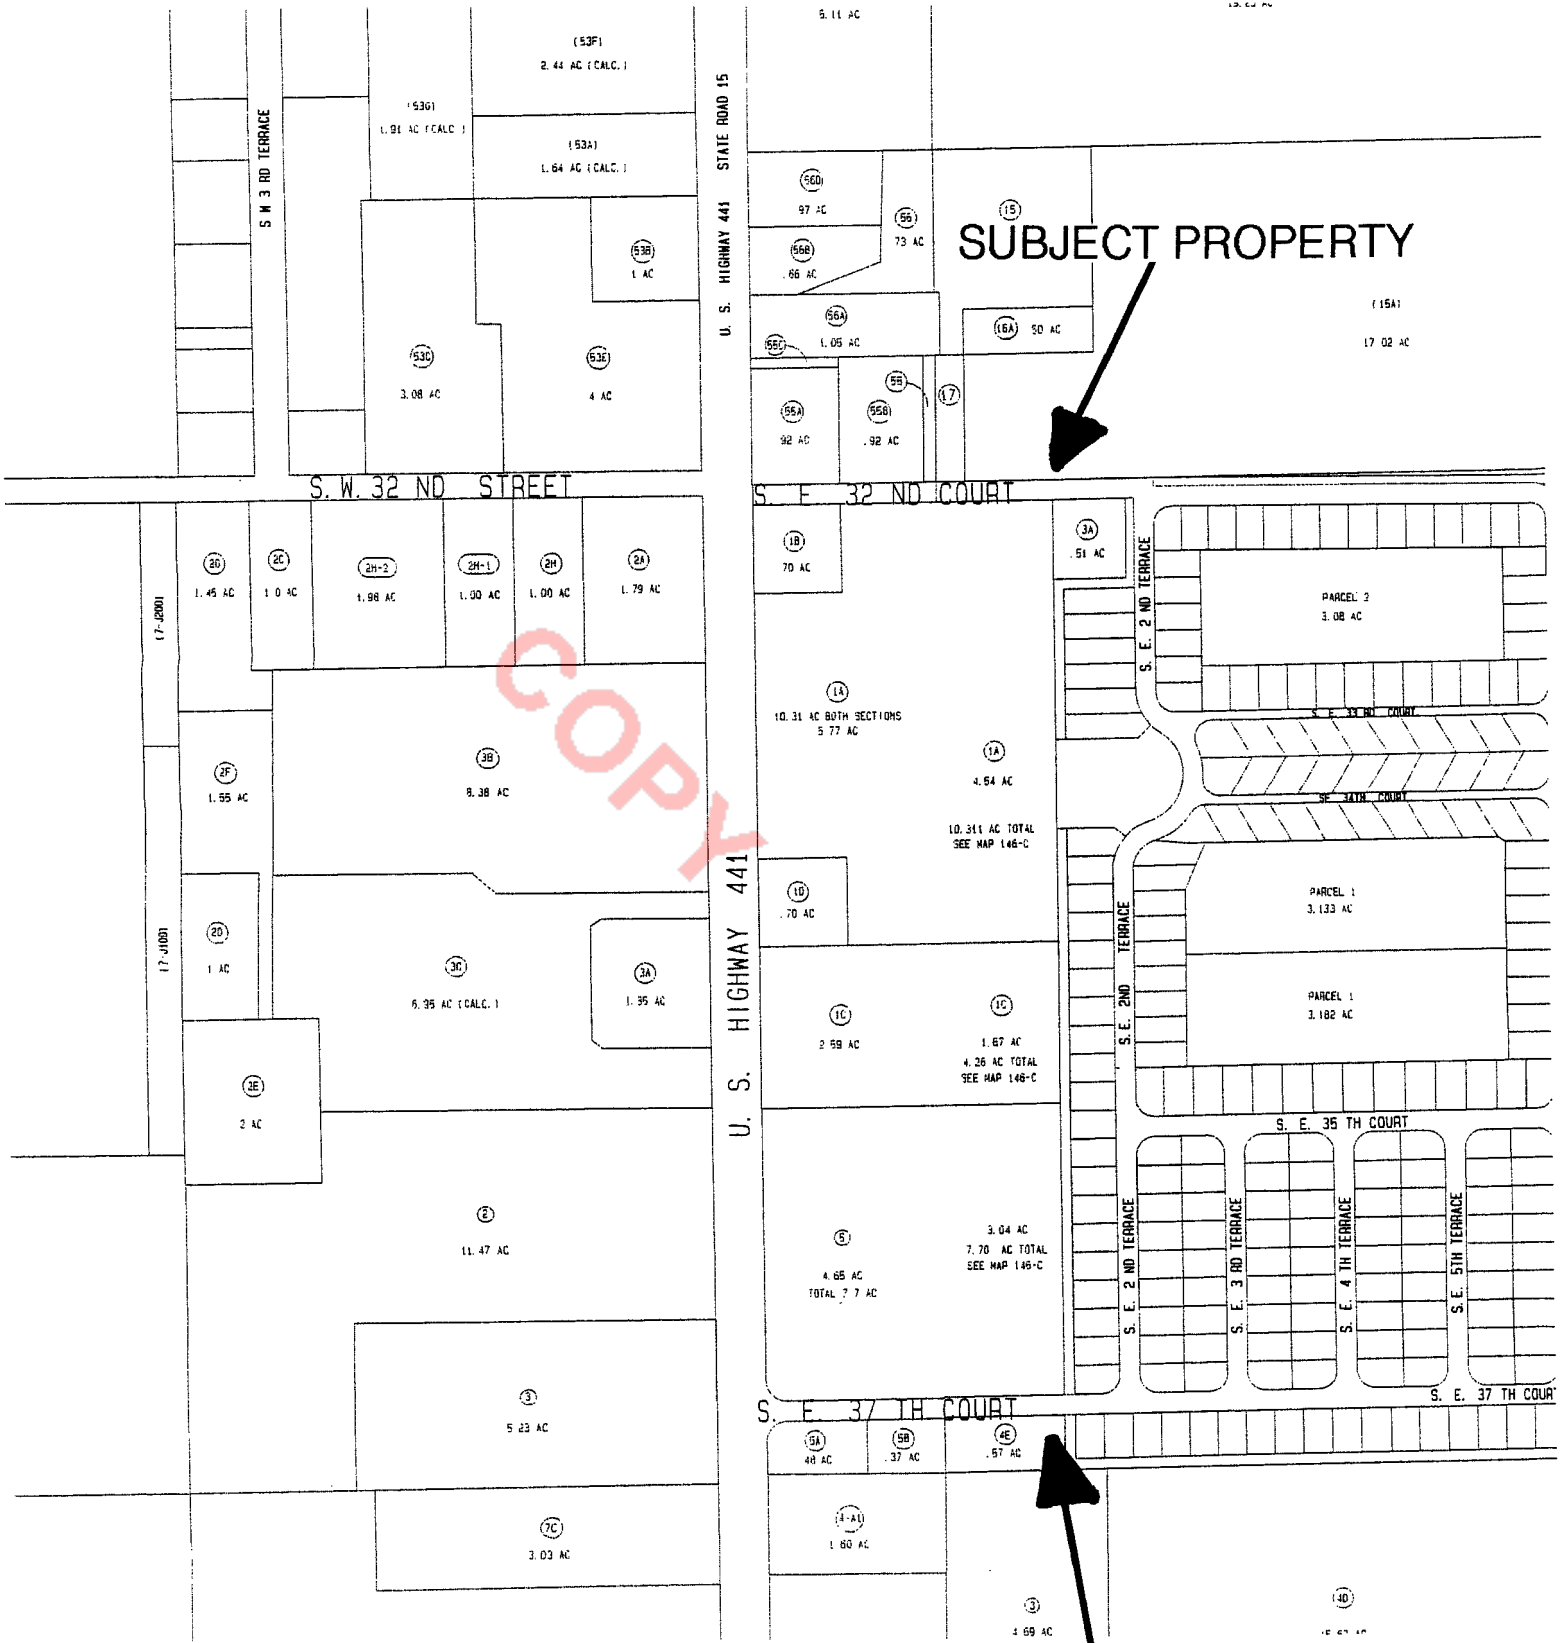 6.11 AC
(53F)
2.44 AC (CALC.)
(53G)
1.91 AC (CALC.)
(53A)
1.64 AC (CALC.)
S W 3 RD TERRACE
U. S. HIGHWAY 441 STATE ROAD 15
53B
1 AC
53C
3.08 AC
53E
4 AC
56D
97 AC
56
73 AC
56B
.66 AC
56A
1.05 AC
55C
55A
92 AC
55B
.92 AC
55
17
15
SUBJECT PROPERTY
16A 50 AC
(15A)
17 02 AC
S. W. 32 ND STREET
S. E. 32 ND COURT
2G
1.45 AC
2C
1 0 AC
2H-2
1.98 AC
2H-1
1.00 AC
2H
1.00 AC
2A
1.79 AC
1B
70 AC
3A
.51 AC
S. E. 2 ND TERRACE
PARCEL 2
3.08 AC
(7-J200)
1A
10.31 AC BOTH SECTIONS
5 77 AC
1A
4.54 AC
10.311 AC TOTAL
SEE MAP 146-C
S. E. 33 RD COURT
SE 34TH COURT
2F
1.55 AC
3B
8.38 AC
COPY
1D
.70 AC
PARCEL 1
3.133 AC
(7-J100)
2D
1 AC
3C
6.35 AC (CALC.)
3A
1.35 AC
U. S. HIGHWAY 441
1C
2 59 AC
1C
1.67 AC
4.26 AC TOTAL
SEE MAP 146-C
S. E. 2ND TERRACE
PARCEL 1
3.182 AC
2 AC
S. E. 35 TH COURT
2
11.47 AC
4.65 AC
TOTAL 7 7 AC
3.04 AC
7.70 AC TOTAL
SEE MAP 146-C
S. E. 2 ND TERRACE
S. E. 3 RD TERRACE
S. E. 4 TH TERRACE
S. E. 5TH TERRACE
3
5 23 AC
S. E. 37 TH COURT
S. E. 37 TH COURT
5A
48 AC
5B
.37 AC
4E
.57 AC
7C
3.03 AC
(4-A1)
1 60 AC
3
4 69 AC
4D